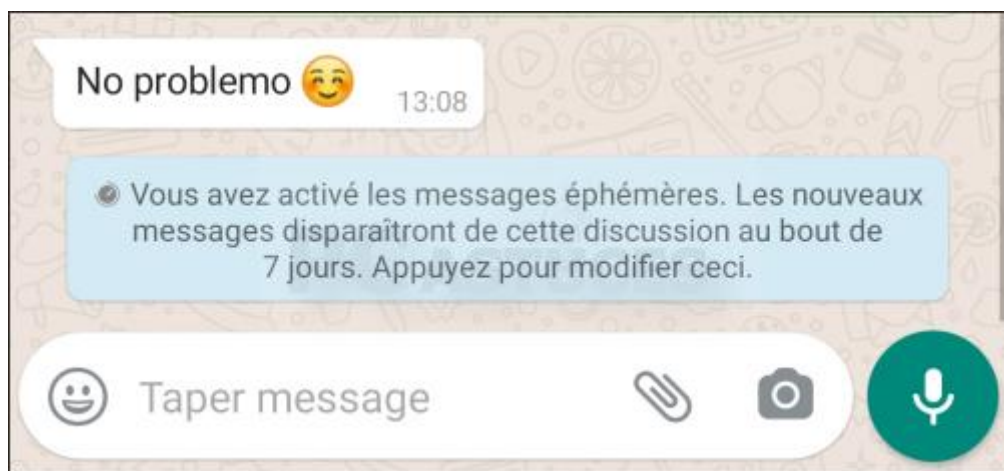 No problemo ☺️
13:08
Vous avez activé les messages éphémères. Les nouveaux
messages disparaîtront de cette discussion au bout de
7 jours. Appuyez pour modifier ceci.
Taper message